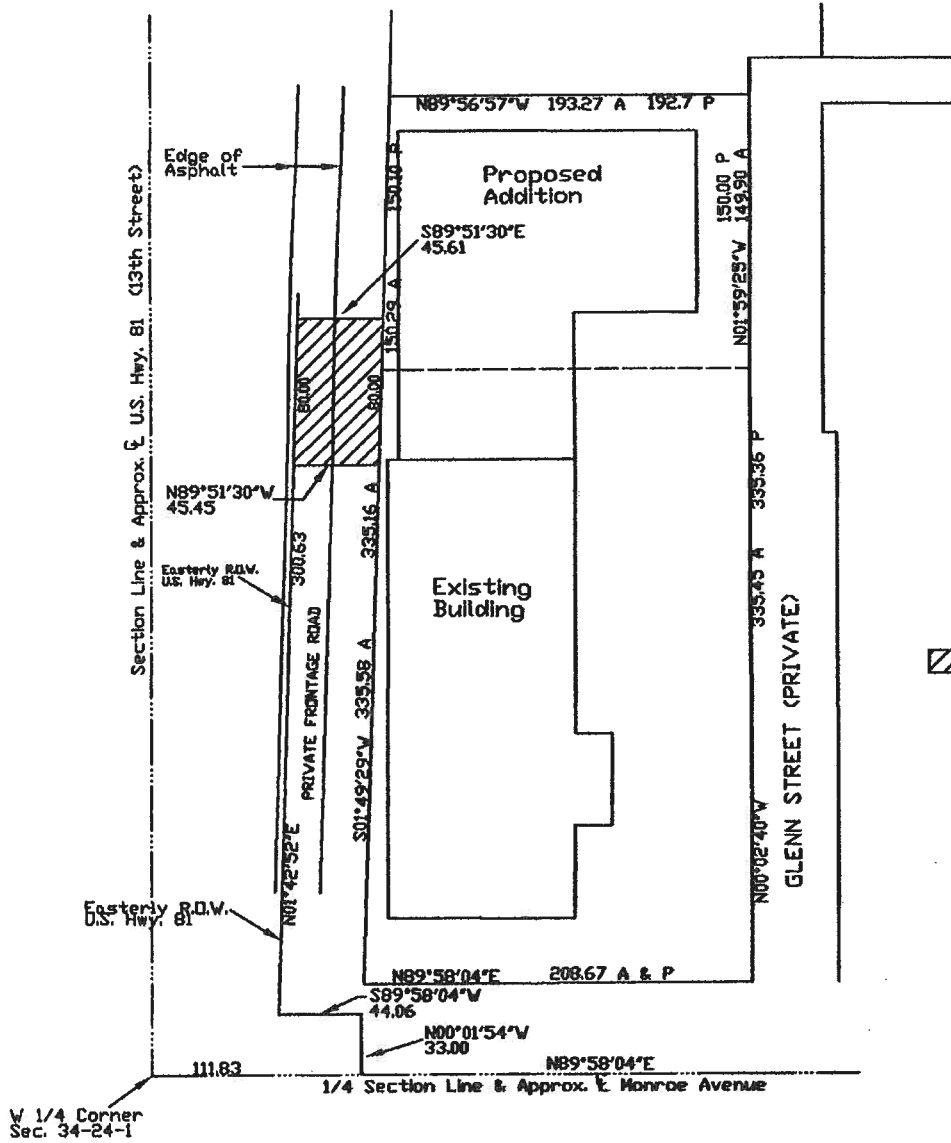 N89°56'57"W 193.27 A 192.7 P
Edge of
Asphalt
Proposed
Addition
150.10 P
150.29 A
150.00 P
149.90 A
N01°59'25"W
S89°51'30"E
45.61
Section Line & Approx. ℄ U.S. Hwy. 81 (13th Street)
80.00
80.00
N89°51'30"W
45.45
335.36 P
335.45 A
335.16 A
300.63
Easterly R.O.W.
U.S. Hwy. 81
Existing
Building
PRIVATE FRONTAGE ROAD
S01°49'29"W 335.58 A
GLENN STREET (PRIVATE)
N01°42'52"E
N00°02'40"W
Easterly R.O.W.
U.S. Hwy. 81
N89°58'04"E 208.67 A & P
S89°58'04"W
44.06
N00°01'54"W
33.00
111.83
N89°58'04"E
1/4 Section Line & Approx. ℄ Monroe Avenue
W 1/4 Corner
Sec. 34-24-1